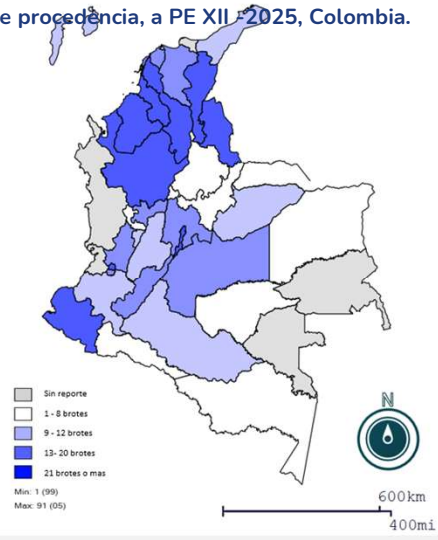 e procedencia, a PE XII -2025, Colombia.
Sin reporte
1 - 8 brotes
9 - 12 brotes
13- 20 brotes
21 brotes o mas
Min: 1 (99)
Max: 91 (05)
N
600km
400mi